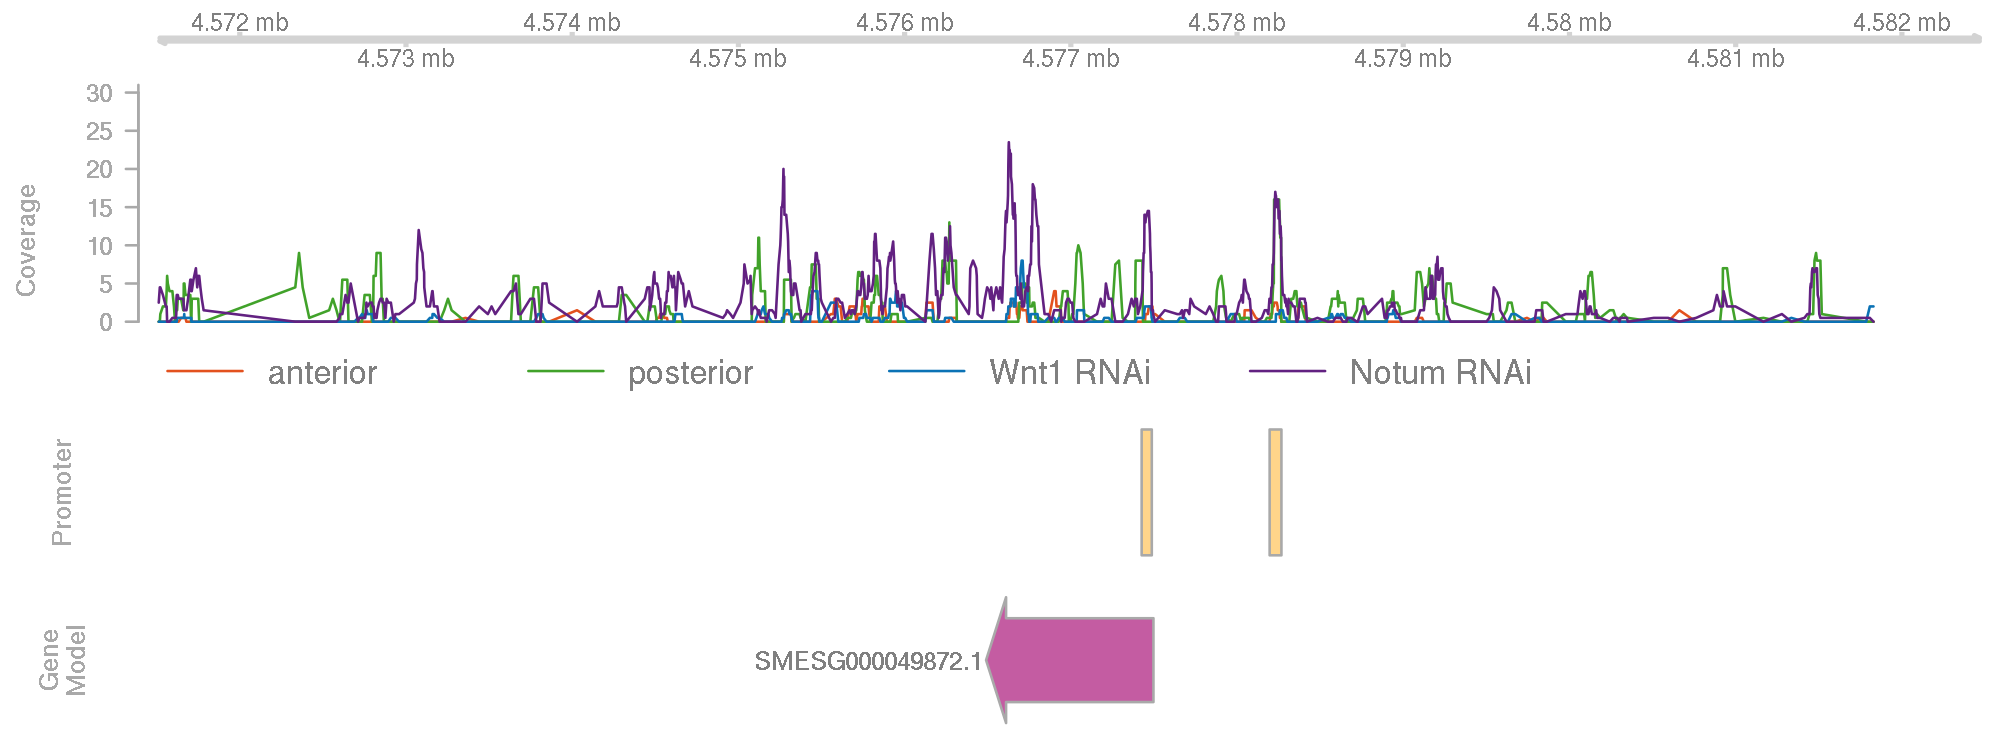 4.572 mb 4.574 mb 4.576 mb 4.578 mb 4.58 mb 4.582 mb
4.573 mb 4.575 mb 4.577 mb 4.579 mb 4.581 mb
30
25
20
15
10
5
0
Coverage
anterior posterior Wnt1 RNAi Notum RNAi
Promoter
Gene
Model
SMESG000049872.1